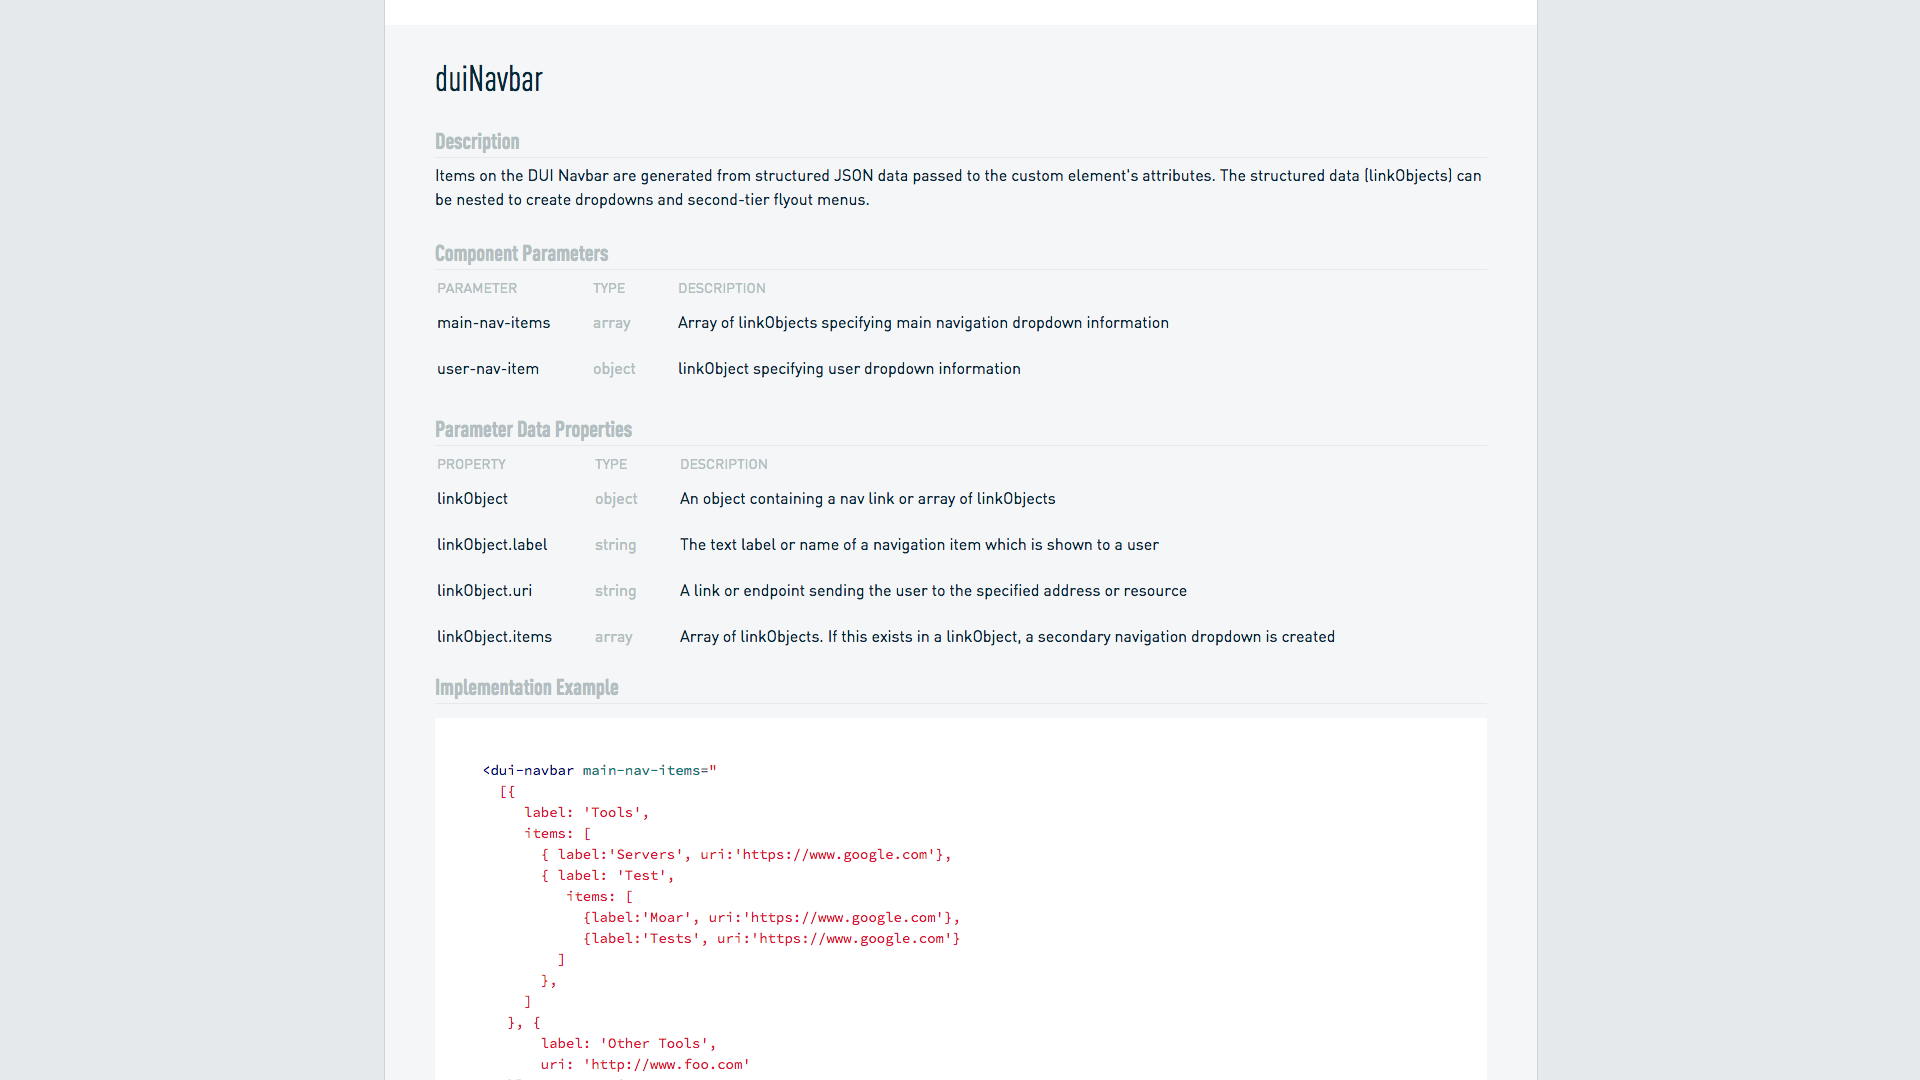 duiNavbar
Description
Items on the DUI Navbar are generated from structured JSON data passed to the custom element's attributes. The structured data (linkObjects) can
be nested to create dropdowns and second-tier flyout menus.
Component Parameters
PARAMETER TYPE DESCRIPTION
main-nav-items array Array of linkObjects specifying main navigation dropdown information
user-nav-item object linkObject specifying user dropdown information
Parameter Data Properties
PROPERTY TYPE DESCRIPTION
linkObject object An object containing a nav link or array of linkObjects
linkObject.label string The text label or name of a navigation item which is shown to a user
linkObject.uri string A link or endpoint sending the user to the specified address or resource
linkObject.items array Array of linkObjects. If this exists in a linkObject, a secondary navigation dropdown is created
Implementation Example
<dui-navbar main-nav-items="
[{
label: 'Tools',
items: [
{ label:'Servers', uri:'https://www.google.com'},
{ label: 'Test',
items: [
{label:'Moar', uri:'https://www.google.com'},
{label:'Tests', uri:'https://www.google.com'}
]
},
]
}, {
label: 'Other Tools',
uri: 'http://www.foo.com'